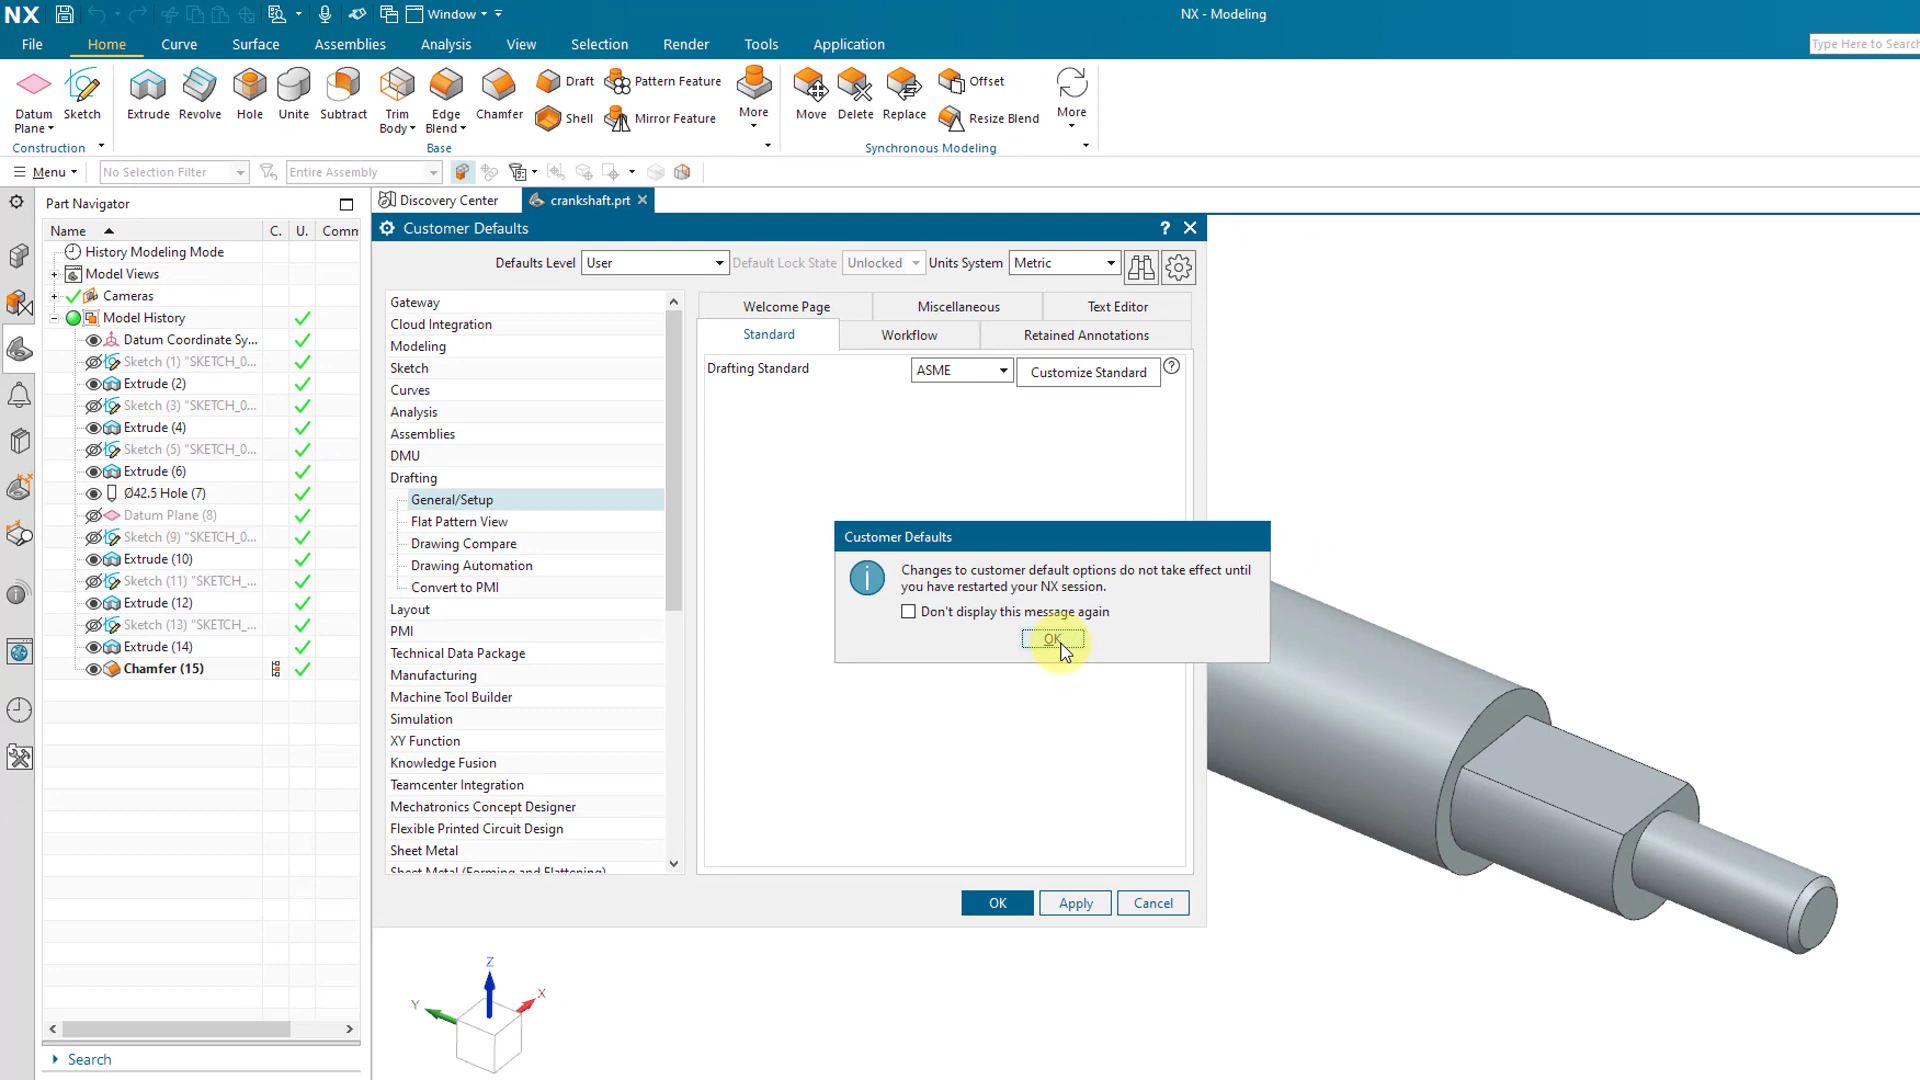 NX Window NX - Modeling
File Home Curve Surface Assemblies Analysis View Selection Render Tools Application Type Here to Search
Datum Plane Sketch Extrude Revolve Hole Unite Subtract Trim Body Edge Blend Chamfer Draft Pattern Feature More Move Delete Replace Offset More
Shell Mirror Feature Resize Blend
Construction Base Synchronous Modeling
Menu No Selection Filter Entire Assembly
Part Navigator Discovery Center crankshaft.prt
Name C. U. Comm
History Modeling Mode
Model Views
Cameras
Model History
Datum Coordinate Sy...
Sketch (1) "SKETCH_0...
Extrude (2)
Sketch (3) "SKETCH_0...
Extrude (4)
Sketch (5) "SKETCH_0...
Extrude (6)
Ø42.5 Hole (7)
Datum Plane (8)
Sketch (9) "SKETCH_0...
Extrude (10)
Sketch (11) "SKETCH_...
Extrude (12)
Sketch (13) "SKETCH_...
Extrude (14)
Chamfer (15)
Search
Customer Defaults
Defaults Level User Default Lock State Unlocked Units System Metric
Gateway
Cloud Integration
Modeling
Sketch
Curves
Analysis
Assemblies
DMU
Drafting
General/Setup
Flat Pattern View
Drawing Compare
Drawing Automation
Convert to PMI
Layout
PMI
Technical Data Package
Manufacturing
Machine Tool Builder
Simulation
XY Function
Knowledge Fusion
Teamcenter Integration
Mechatronics Concept Designer
Flexible Printed Circuit Design
Sheet Metal
Sheet Metal (Forming and Flattening)
Welcome Page Miscellaneous Text Editor
Standard Workflow Retained Annotations
Drafting Standard ASME Customize Standard
Customer Defaults
Changes to customer default options do not take effect until
you have restarted your NX session.
Don't display this message again
OK
OK Apply Cancel
Z
Y X